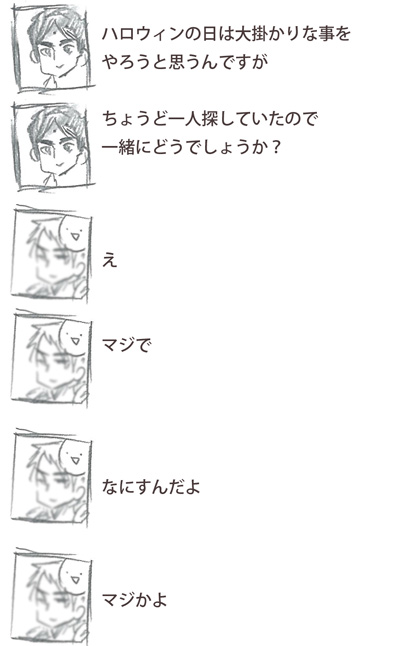 ハロウィンの日は大掛かりな事を
やろうと思うんですが
ちょうど一人探していたので
一緒にどうでしょうか？
え
マジで
なにすんだよ
マジかよ